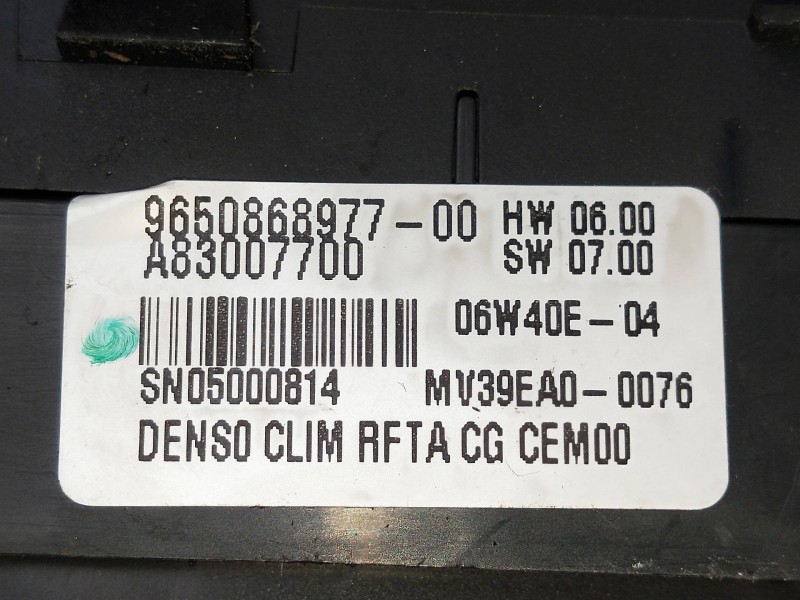 9650868977-00 HW 06.00
A83007700 SW 07.00
06W40E-04
SN05000814 MV39EA0-0076
DENSO CLIM RFTA CG CEM00